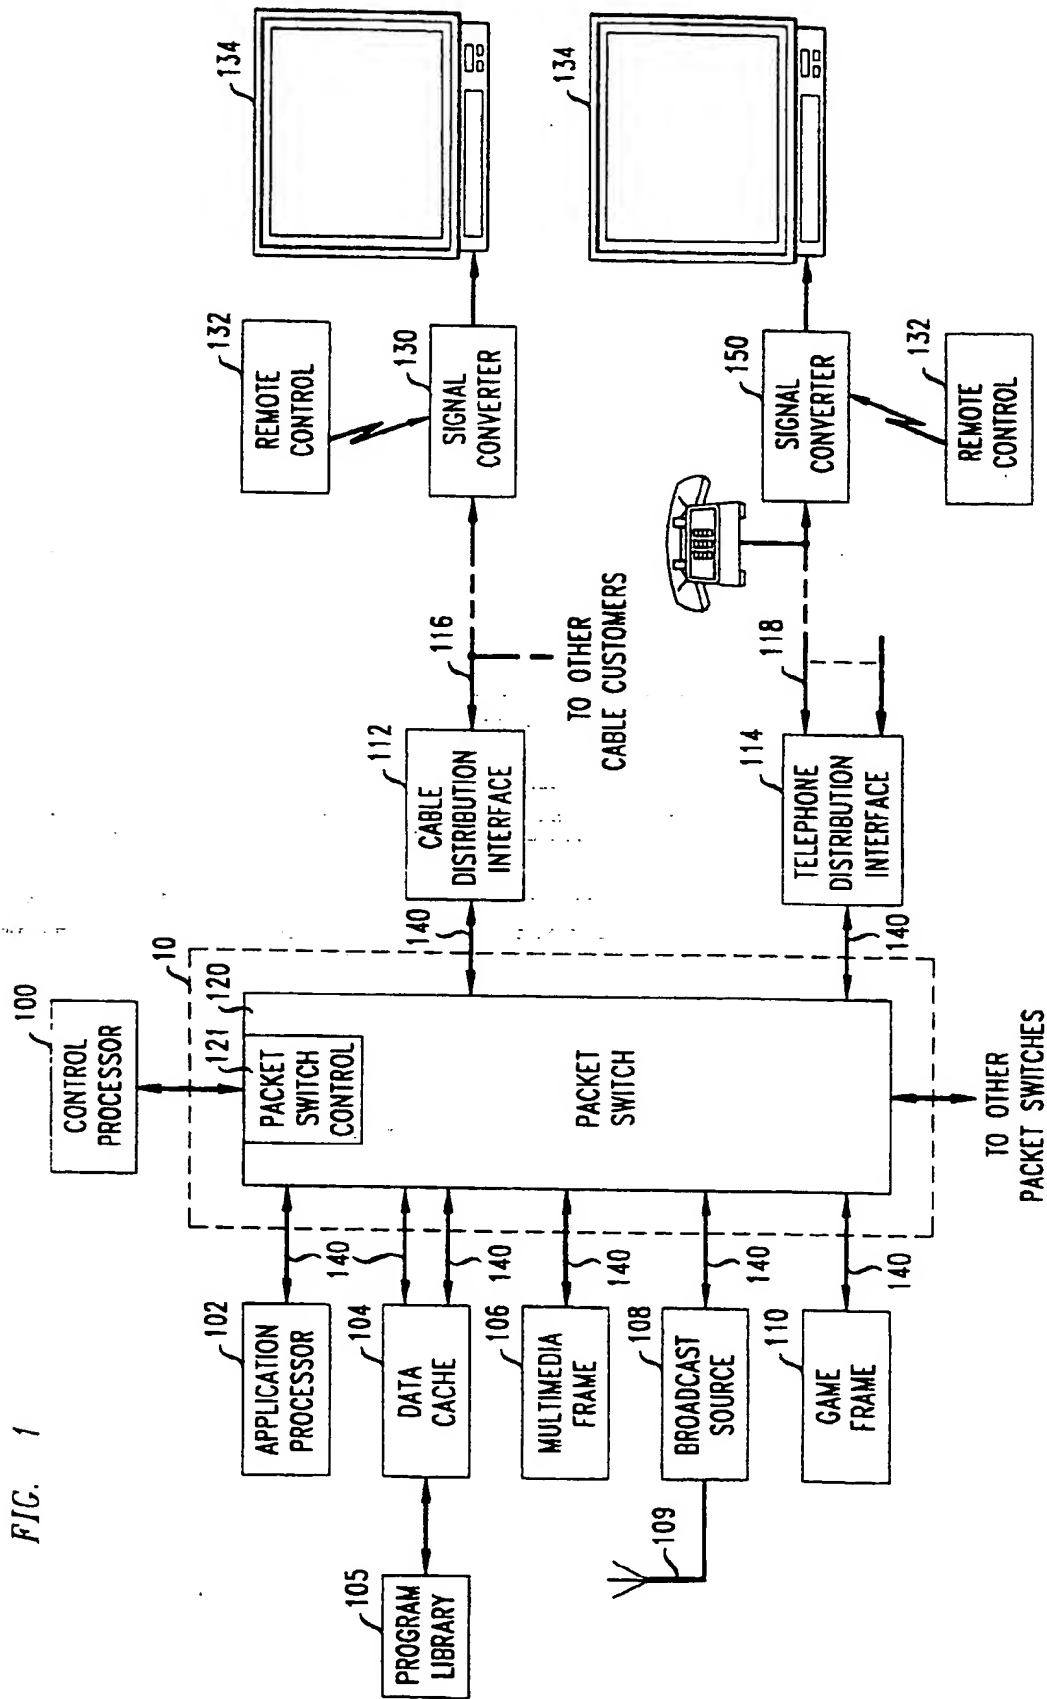 FIG. 1
100
CONTROL
PROCESSOR
10
120
121
PACKET
SWITCH
CONTROL
PACKET
SWITCH
102
APPLICATION
PROCESSOR
140
104
DATA
CACHE
140
140
105
PROGRAM
LIBRARY
106
MULTIMEDIA
FRAME
140
108
BROADCAST
SOURCE
140
109
110
GAME
FRAME
140
TO OTHER
PACKET SWITCHES
140
112
CABLE
DISTRIBUTION
INTERFACE
116
TO OTHER
CABLE CUSTOMERS
132
REMOTE
CONTROL
130
SIGNAL
CONVERTER
134
140
114
TELEPHONE
DISTRIBUTION
INTERFACE
118
150
SIGNAL
CONVERTER
132
REMOTE
CONTROL
134